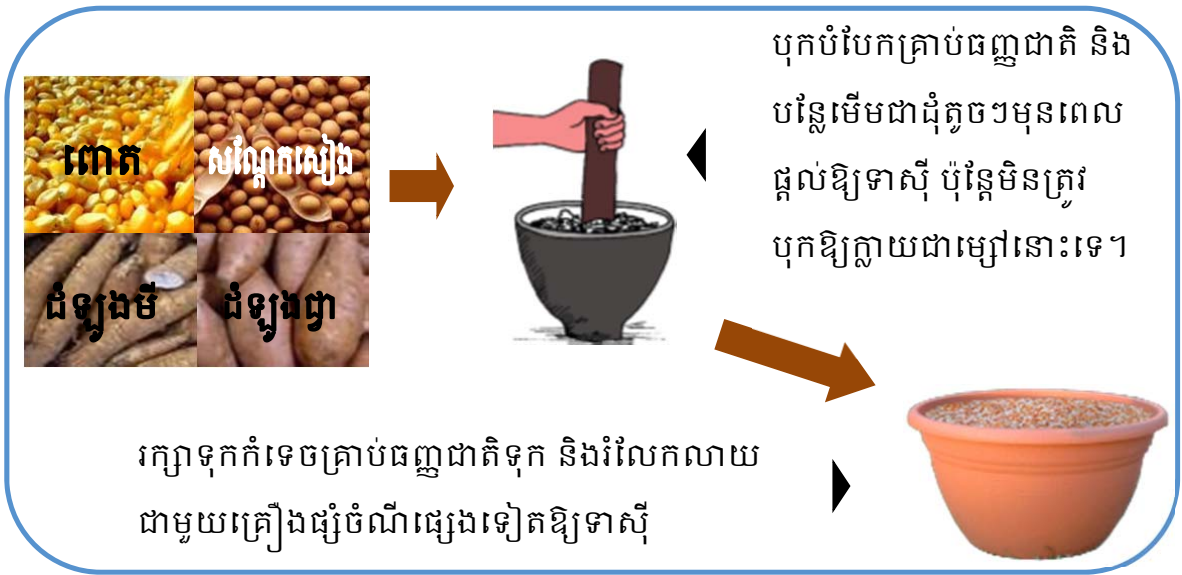 ពោត
សណ្តែកសៀង
ដំឡូងមី
ដំឡូងជ្វា
បុកបំបែកគ្រាប់ធញ្ញជាតិ និង
បន្លែមើមជាដុំតូចៗមុនពេល
ផ្តល់ឱ្យទាស៊ី ប៉ុន្តែមិនត្រូវ
បុកឱ្យក្លាយជាម្សៅនោះទេ។
រក្សាទុកកំទេចគ្រាប់ធញ្ញជាតិទុក និងរំលែកលាយ
ជាមួយគ្រឿងផ្សំចំណីផ្សេងទៀតឱ្យទាស៊ី